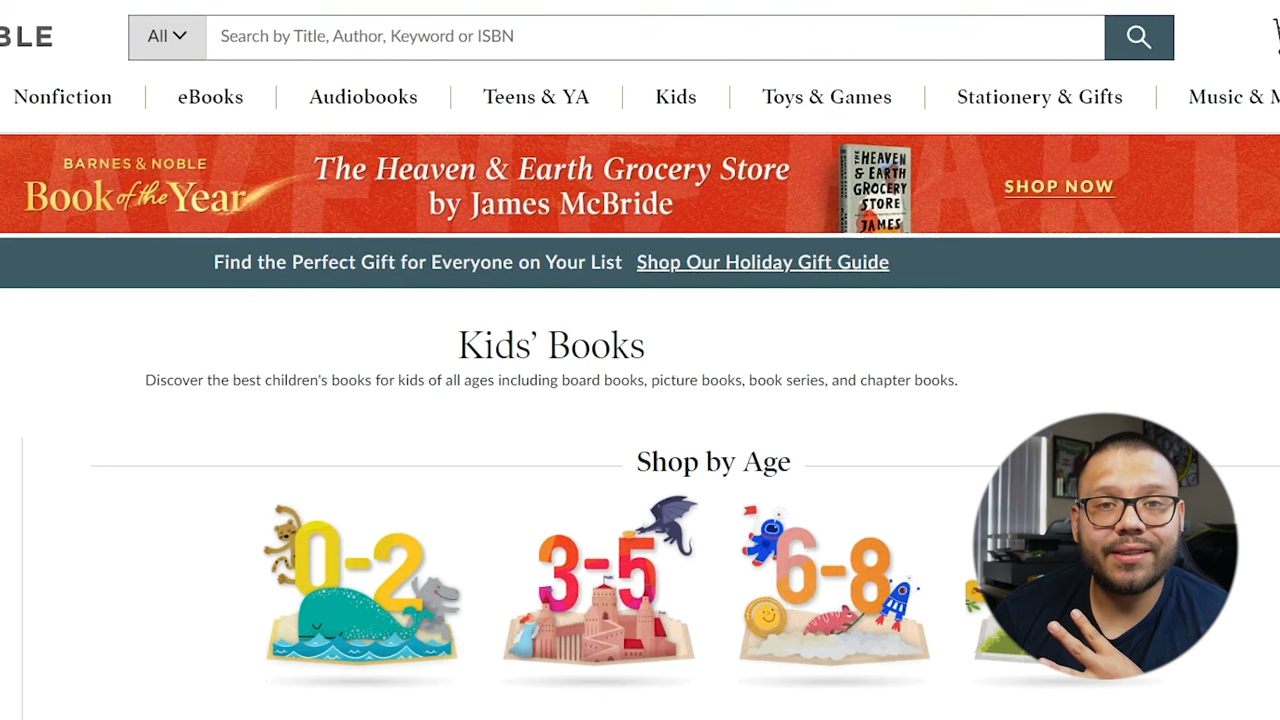 BLE
All
Search by Title, Author, Keyword or ISBN
Nonfiction
eBooks
Audiobooks
Teens & YA
Kids
Toys & Games
Stationery & Gifts
Music & M
BARNES & NOBLE
Book of the Year
The Heaven & Earth Grocery Store
by James McBride
THE
HEAVEN
& EARTH
GROCERY
STORE
JAMES
SHOP NOW
Find the Perfect Gift for Everyone on Your List Shop Our Holiday Gift Guide
Kids’ Books
Discover the best children's books for kids of all ages including board books, picture books, book series, and chapter books.
Shop by Age
0-2
3-5
6-8